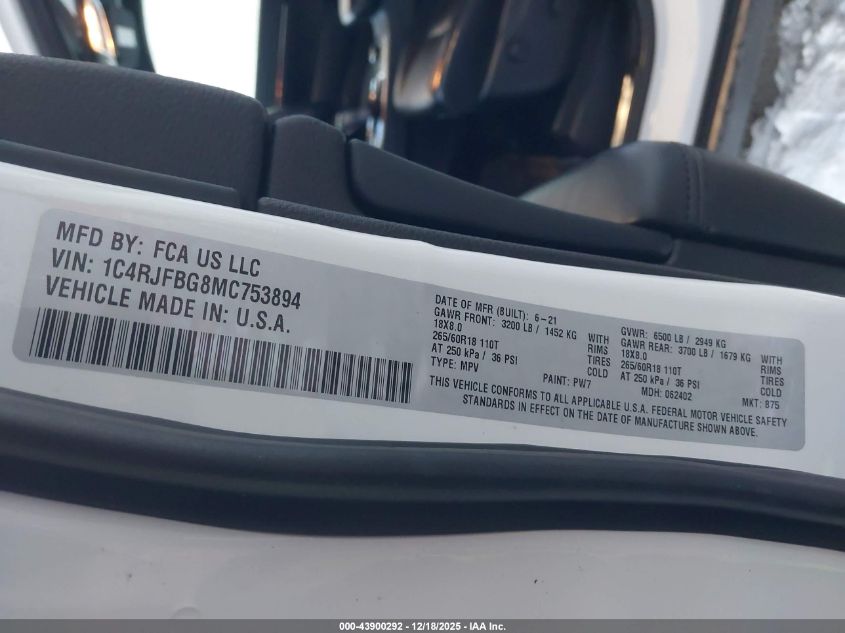 MFD BY: FCA US LLC
VIN: 1C4RJFBG8MC753894
VEHICLE MADE IN: U.S.A.
DATE OF MFR (BUILT): 6-21
GAWR FRONT: 3200 LB / 1452 KG WITH
18X8.0 RIMS
265/60R18 110T TIRES
AT 250 kPa / 36 PSI COLD
TYPE: MPV PAINT: PW7
GVWR: 6500 LB / 2949 KG
GAWR REAR: 3700 LB / 1679 KG WITH
18X8.0 RIMS
265/60R18 110T TIRES
AT 250 kPa / 36 PSI COLD
MDH: 062402 MKT: 875
THIS VEHICLE CONFORMS TO ALL APPLICABLE U.S.A. FEDERAL MOTOR VEHICLE SAFETY
STANDARDS IN EFFECT ON THE DATE OF MANUFACTURE SHOWN ABOVE.
000-43900292 - 12/18/2025 - IAA Inc.